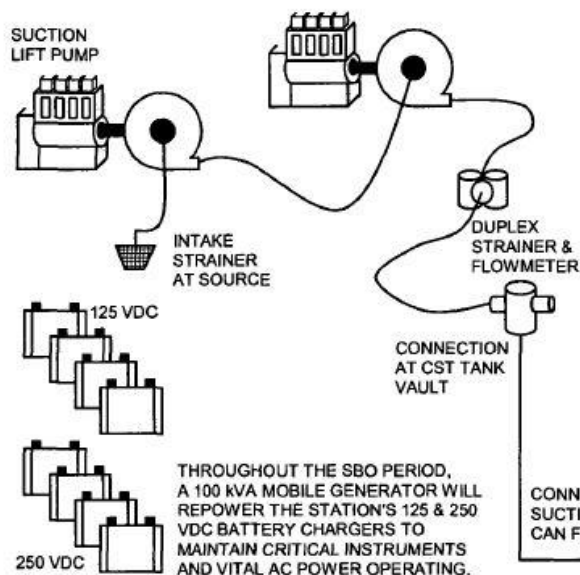 SUCTION
LIFT PUMP
INTAKE
STRAINER
AT SOURCE
DUPLEX
STRAINER &
FLOWMETER
125 VDC
CONNECTION
AT CST TANK
VAULT
THROUGHOUT THE SBO PERIOD,
A 100 kVA MOBILE GENERATOR WILL
REPOWER THE STATION'S 125 & 250
VDC BATTERY CHARGERS TO
MAINTAIN CRITICAL INSTRUMENTS
AND VITAL AC POWER OPERATING.
250 VDC
CONN
SUCTI
CAN F